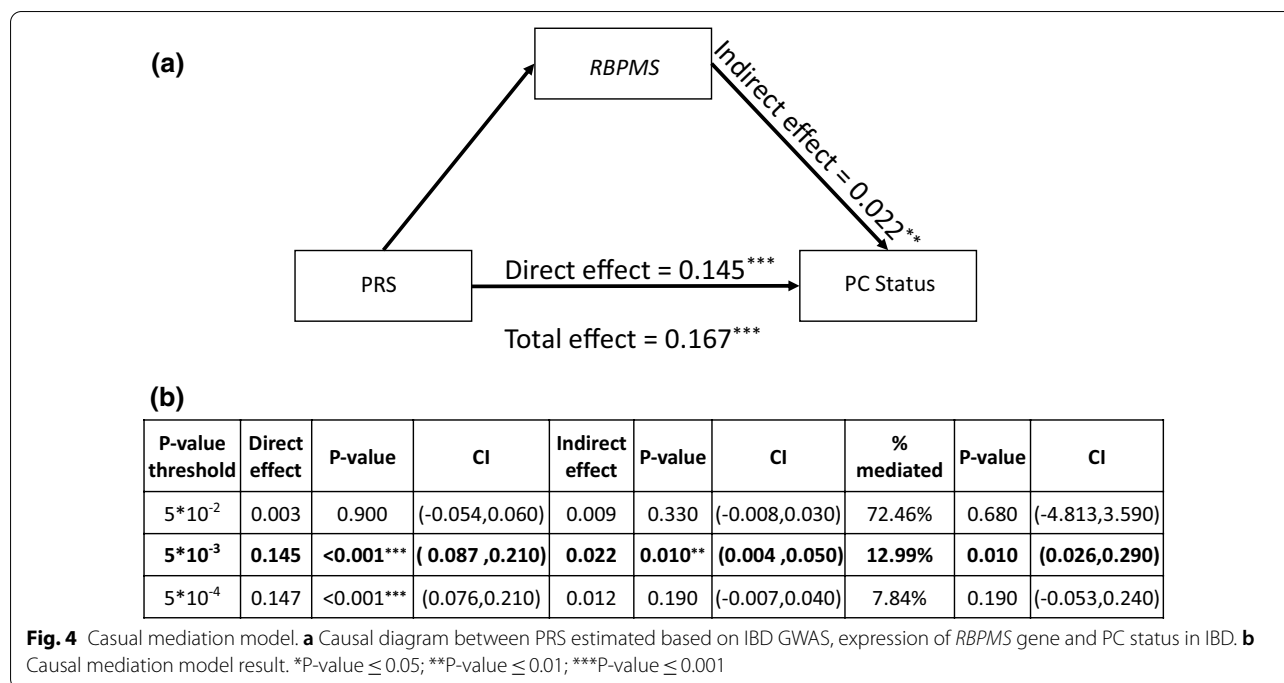 (a)
RBPMS
Indirect effect = 0.022**
PRS
Direct effect = 0.145***
PC Status
Total effect = 0.167***
(b)
P-value threshold Direct effect P-value CI Indirect effect P-value CI % mediated P-value CI
5*10-2 0.003 0.900 (-0.054,0.060) 0.009 0.330 (-0.008,0.030) 72.46% 0.680 (-4.813,3.590)
5*10-3 0.145 <0.001*** ( 0.087 ,0.210) 0.022 0.010** (0.004 ,0.050) 12.99% 0.010 (0.026,0.290)
5*10-4 0.147 <0.001*** (0.076,0.210) 0.012 0.190 (-0.007,0.040) 7.84% 0.190 (-0.053,0.240)
Fig. 4 Casual mediation model. a Causal diagram between PRS estimated based on IBD GWAS, expression of RBPMS gene and PC status in IBD. b
Causal mediation model result. *P-value ≤ 0.05; **P-value ≤ 0.01; ***P-value ≤ 0.001